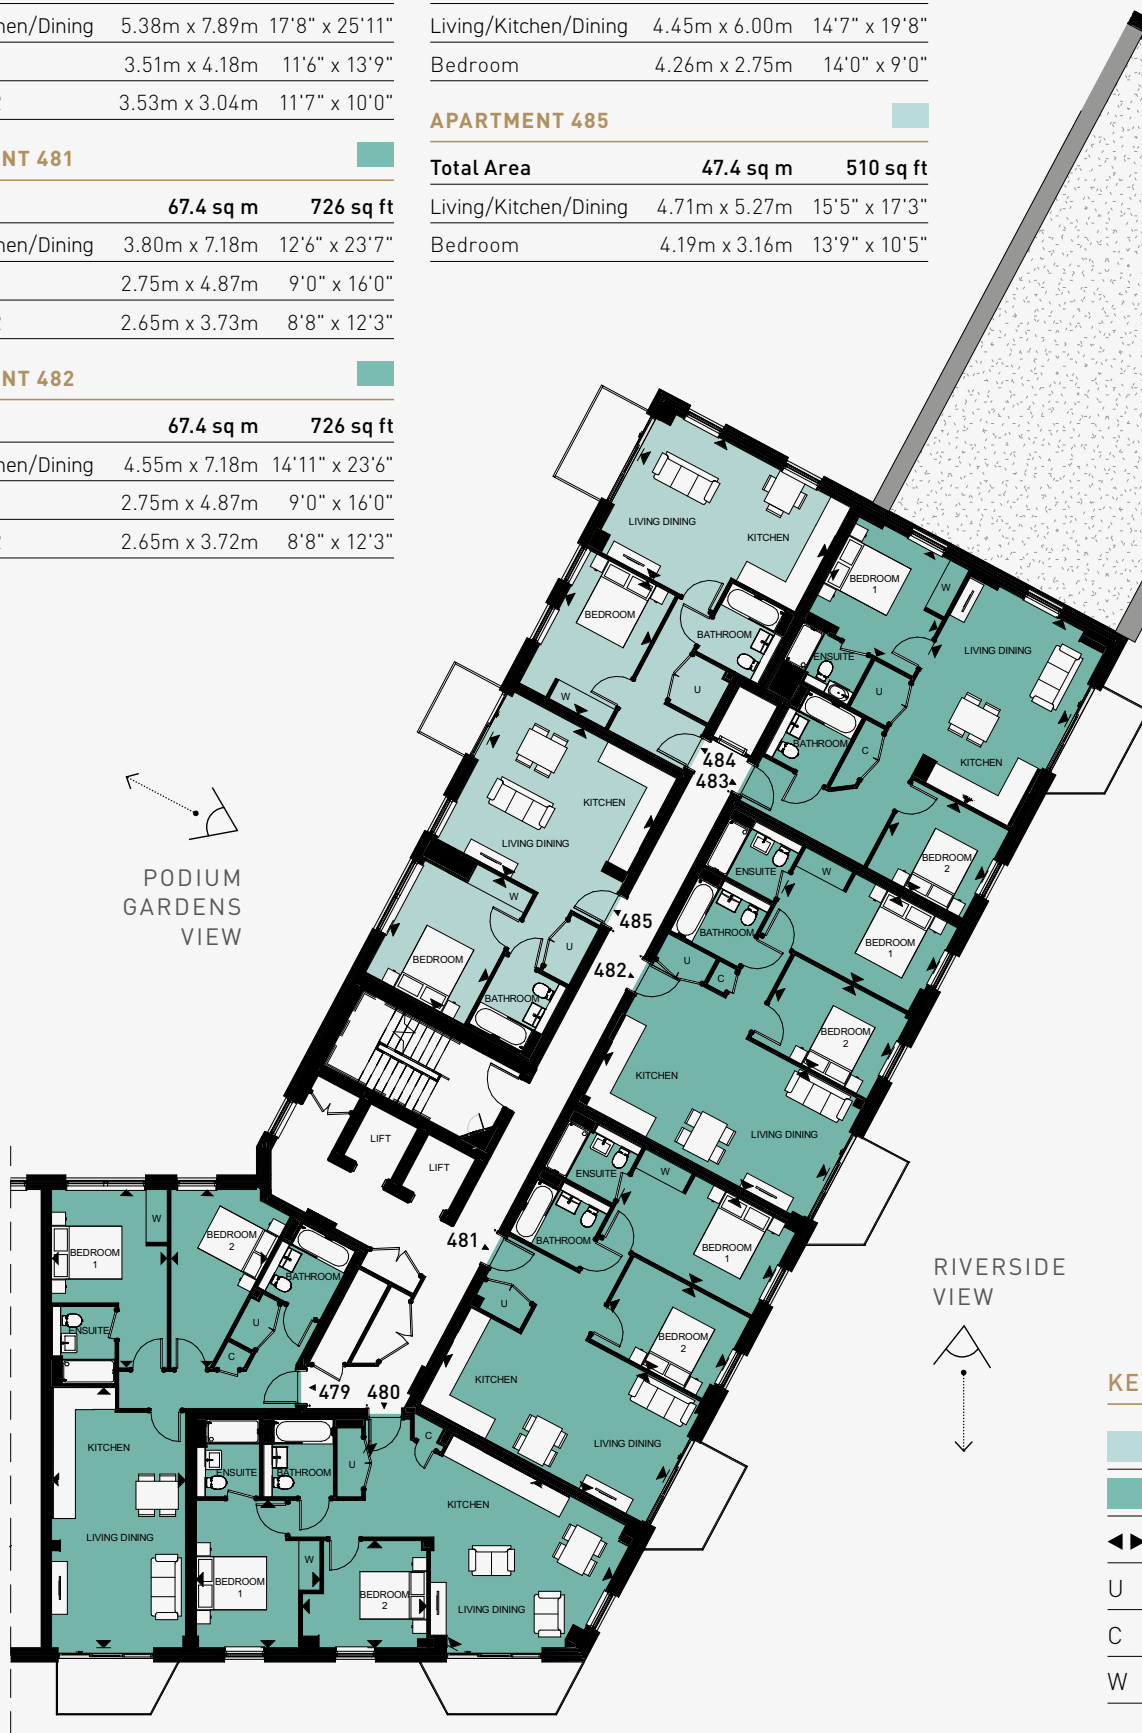 hen/Dining 5.38m x 7.89m 17'8" x 25'11"
3.51m x 4.18m 11'6" x 13'9"
3.53m x 3.04m 11'7" x 10'0"
NT 481
67.4 sq m 726 sq ft
hen/Dining 3.80m x 7.18m 12'6" x 23'7"
2.75m x 4.87m 9'0" x 16'0"
2.65m x 3.73m 8'8" x 12'3"
NT 482
67.4 sq m 726 sq ft
hen/Dining 4.55m x 7.18m 14'11" x 23'6"
2.75m x 4.87m 9'0" x 16'0"
2.65m x 3.72m 8'8" x 12'3"
Living/Kitchen/Dining 4.45m x 6.00m 14'7" x 19'8"
Bedroom 4.26m x 2.75m 14'0" x 9'0"
APARTMENT 485
Total Area 47.4 sq m 510 sq ft
Living/Kitchen/Dining 4.71m x 5.27m 15'5" x 17'3"
Bedroom 4.19m x 3.16m 13'9" x 10'5"
LIVING DINING
KITCHEN
BEDROOM
BATHROOM
W
U
484
BEDROOM
1
W
LIVING DINING
ENSUITE
U
BATHROOM
C
KITCHEN
483
BEDROOM
2
KITCHEN
LIVING DINING
W
485
U
BEDROOM
BATHROOM
ENSUITE
W
BATHROOM
BEDROOM
1
482
U
C
BEDROOM
2
KITCHEN
LIVING DINING
LIFT
LIFT
ENSUITE
W
BATHROOM
BEDROOM
1
481
U
BEDROOM
2
KITCHEN
LIVING DINING
W
BEDROOM
1
BEDROOM
2
BATHROOM
ENSUITE
U
C
479
480
KITCHEN
LIVING DINING
ENSUITE
BATHROOM
U
C
KITCHEN
W
BEDROOM
1
BEDROOM
2
LIVING DINING
PODIUM
GARDENS
VIEW
RIVERSIDE
VIEW
KE
U
C
W